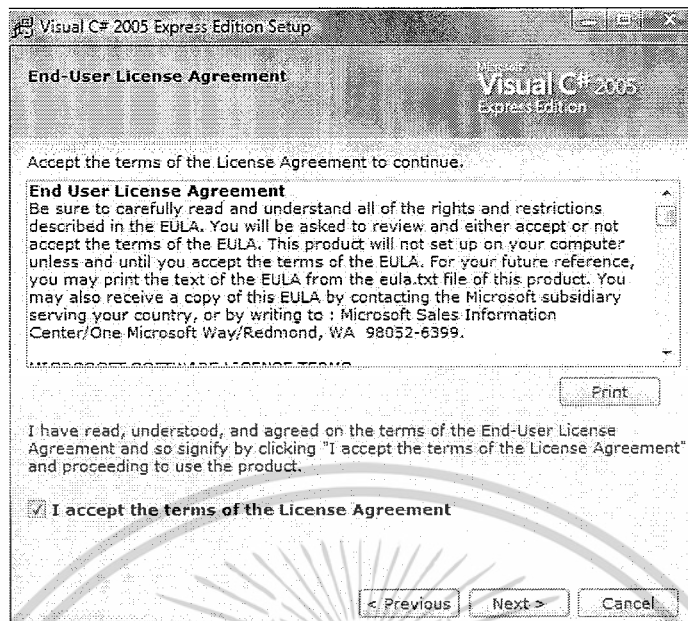 Visual C# 2005 Express Edition Setup
End-User License Agreement
Microsoft
Visual C# 2005
Express Edition
Accept the terms of the License Agreement to continue.
End User License Agreement
Be sure to carefully read and understand all of the rights and restrictions
described in the EULA. You will be asked to review and either accept or not
accept the terms of the EULA. This product will not set up on your computer
unless and until you accept the terms of the EULA. For your future reference,
you may print the text of the EULA from the eula.txt file of this product. You
may also receive a copy of this EULA by contacting the Microsoft subsidiary
serving your country, or by writing to : Microsoft Sales Information
Center/One Microsoft Way/Redmond, WA 98052-6399.
MICROSOFT SOFTWARE LICENSE TERMS
Print
I have read, understood, and agreed on the terms of the End-User License
Agreement and so signify by clicking "I accept the terms of the License Agreement"
and proceeding to use the product.
I accept the terms of the License Agreement
< Previous
Next >
Cancel